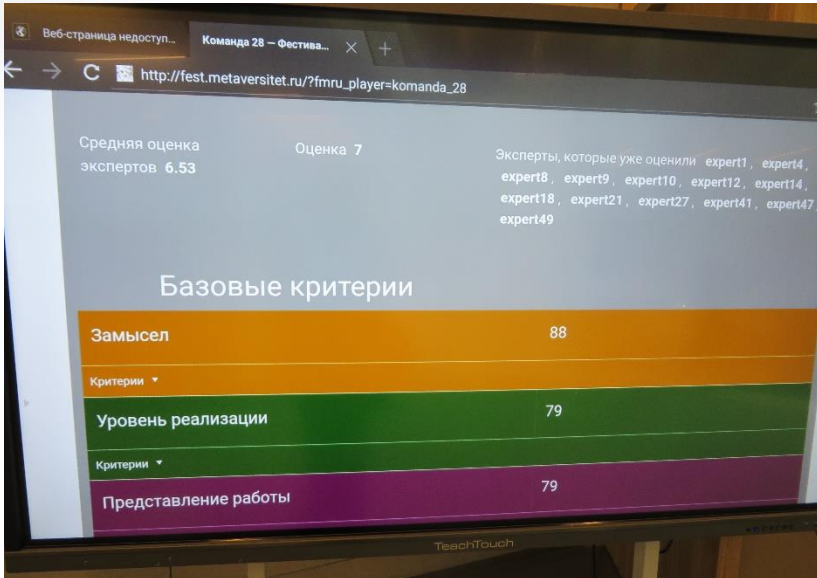 Веб-страница недоступ...
Команда 28 — Фестива...
http://fest.metaversitet.ru/?fmru_player=komanda_28
Средняя оценка
экспертов 6.53
Оценка 7
Эксперты, которые уже оценили expert1, expert4,
expert8, expert9, expert10, expert12, expert14,
expert18, expert21, expert27, expert41, expert47,
expert49
Базовые критерии
Замысел 88
Критерии
Уровень реализации 79
Критерии
Представление работы 79
TeachTouch